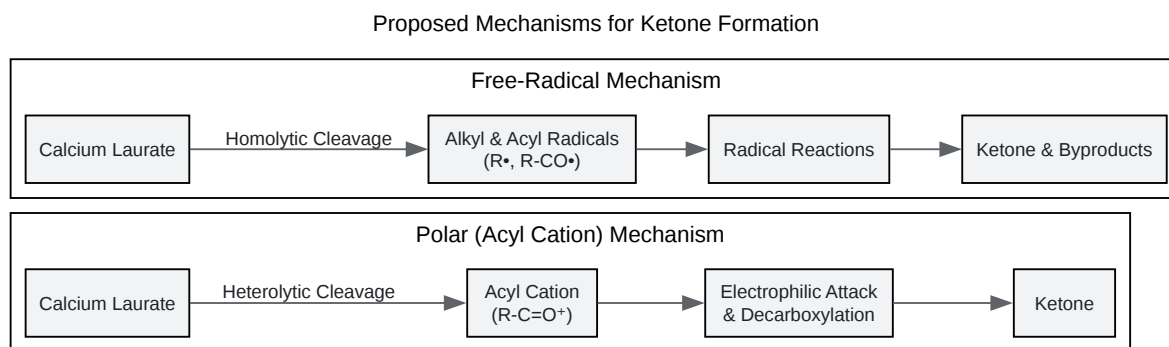 Proposed Mechanisms for Ketone Formation
Free-Radical Mechanism
Calcium Laurate
Homolytic Cleavage
Alkyl & Acyl Radicals
(R•, R-CO•)
Radical Reactions
Ketone & Byproducts
Polar (Acyl Cation) Mechanism
Calcium Laurate
Heterolytic Cleavage
Acyl Cation
(R-C=O⁺)
Electrophilic Attack
& Decarboxylation
Ketone